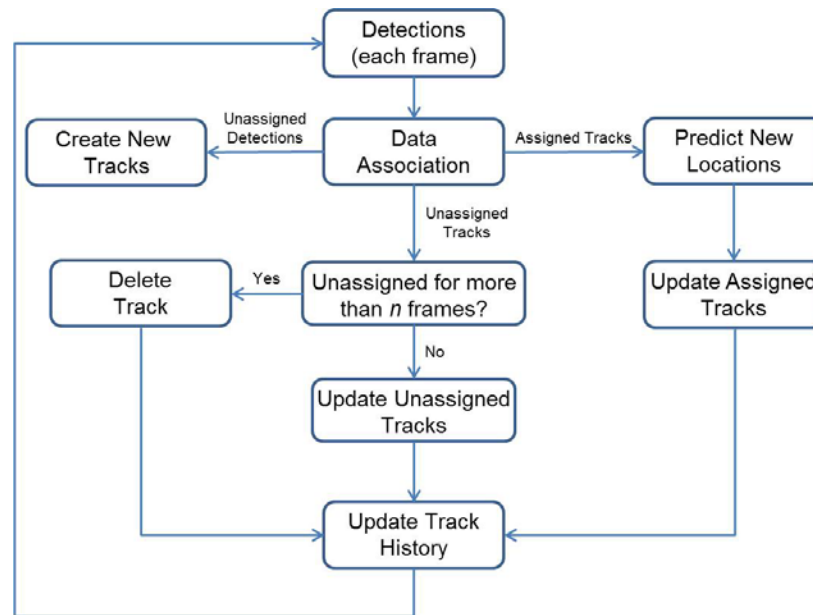 Detections
(each frame)
Unassigned
Detections
Create New
Tracks
Data
Association
Assigned Tracks
Predict New
Locations
Unassigned
Tracks
Delete
Track
Yes
Unassigned for more
than n frames?
Update Assigned
Tracks
No
Update Unassigned
Tracks
Update Track
History